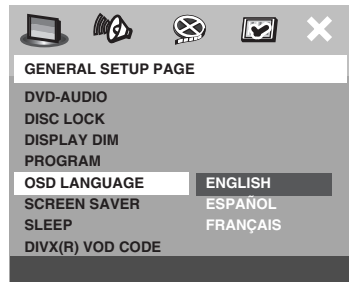 GENERAL SETUP PAGE
DVD-AUDIO
DISC LOCK
DISPLAY DIM
PROGRAM
OSD LANGUAGE ENGLISH
SCREEN SAVER ESPAÑOL
SLEEP FRANÇAIS
DIVX(R) VOD CODE